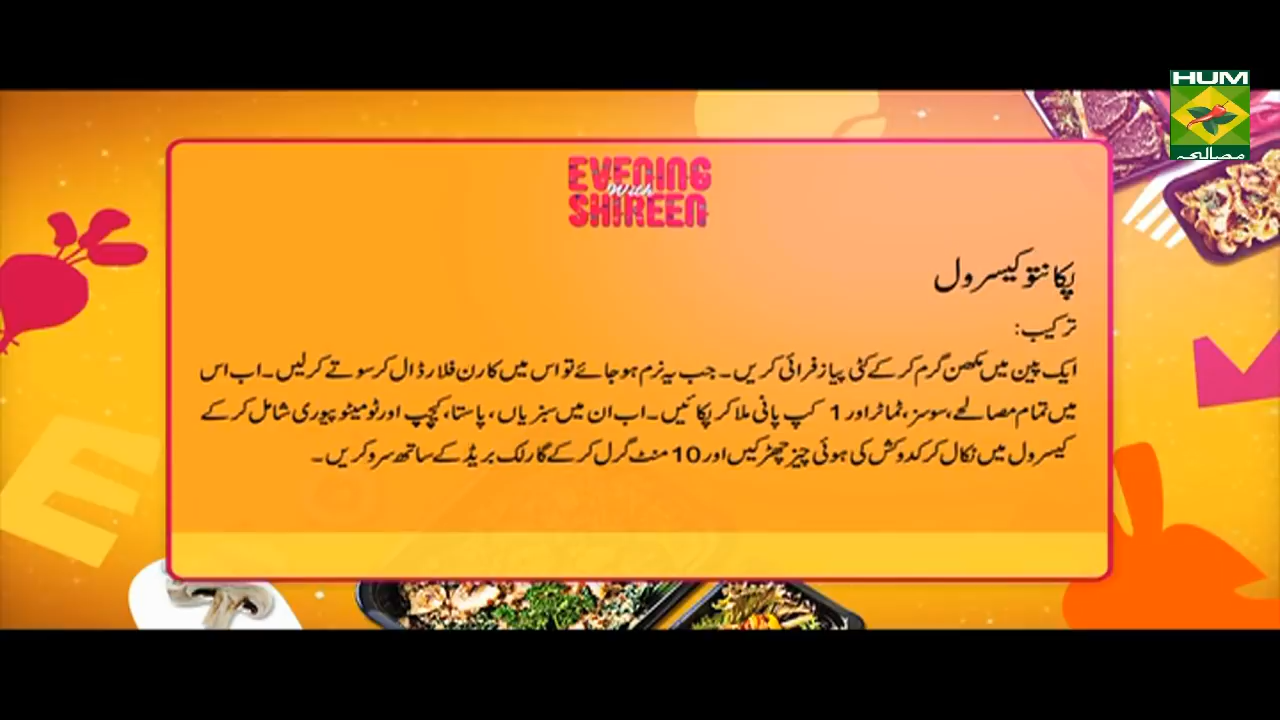 HUM
مصالحہ
EVENING
With
SHIREEN
پکانتو کیسرول
ترکیب:
ایک پین میں مکھن گرم کر کے کٹی پیاز فرائی کریں۔ جب یہ نرم ہو جائے تو اس میں کارن فلار ڈال کر سوتے کر لیں۔ اب اس
میں تمام مصالحے، سوسز، ٹماٹر اور 1 کپ پانی ملا کر پکائیں۔ اب ان میں سبزیاں، پاستا، کیچپ اور ٹومیٹو پیوری شامل کر کے
کیسرول میں نکال کر کدوکش کی ہوئی چیز چھڑکیں اور 10 منٹ گرل کر کے گارلک بریڈ کے ساتھ سرو کریں۔